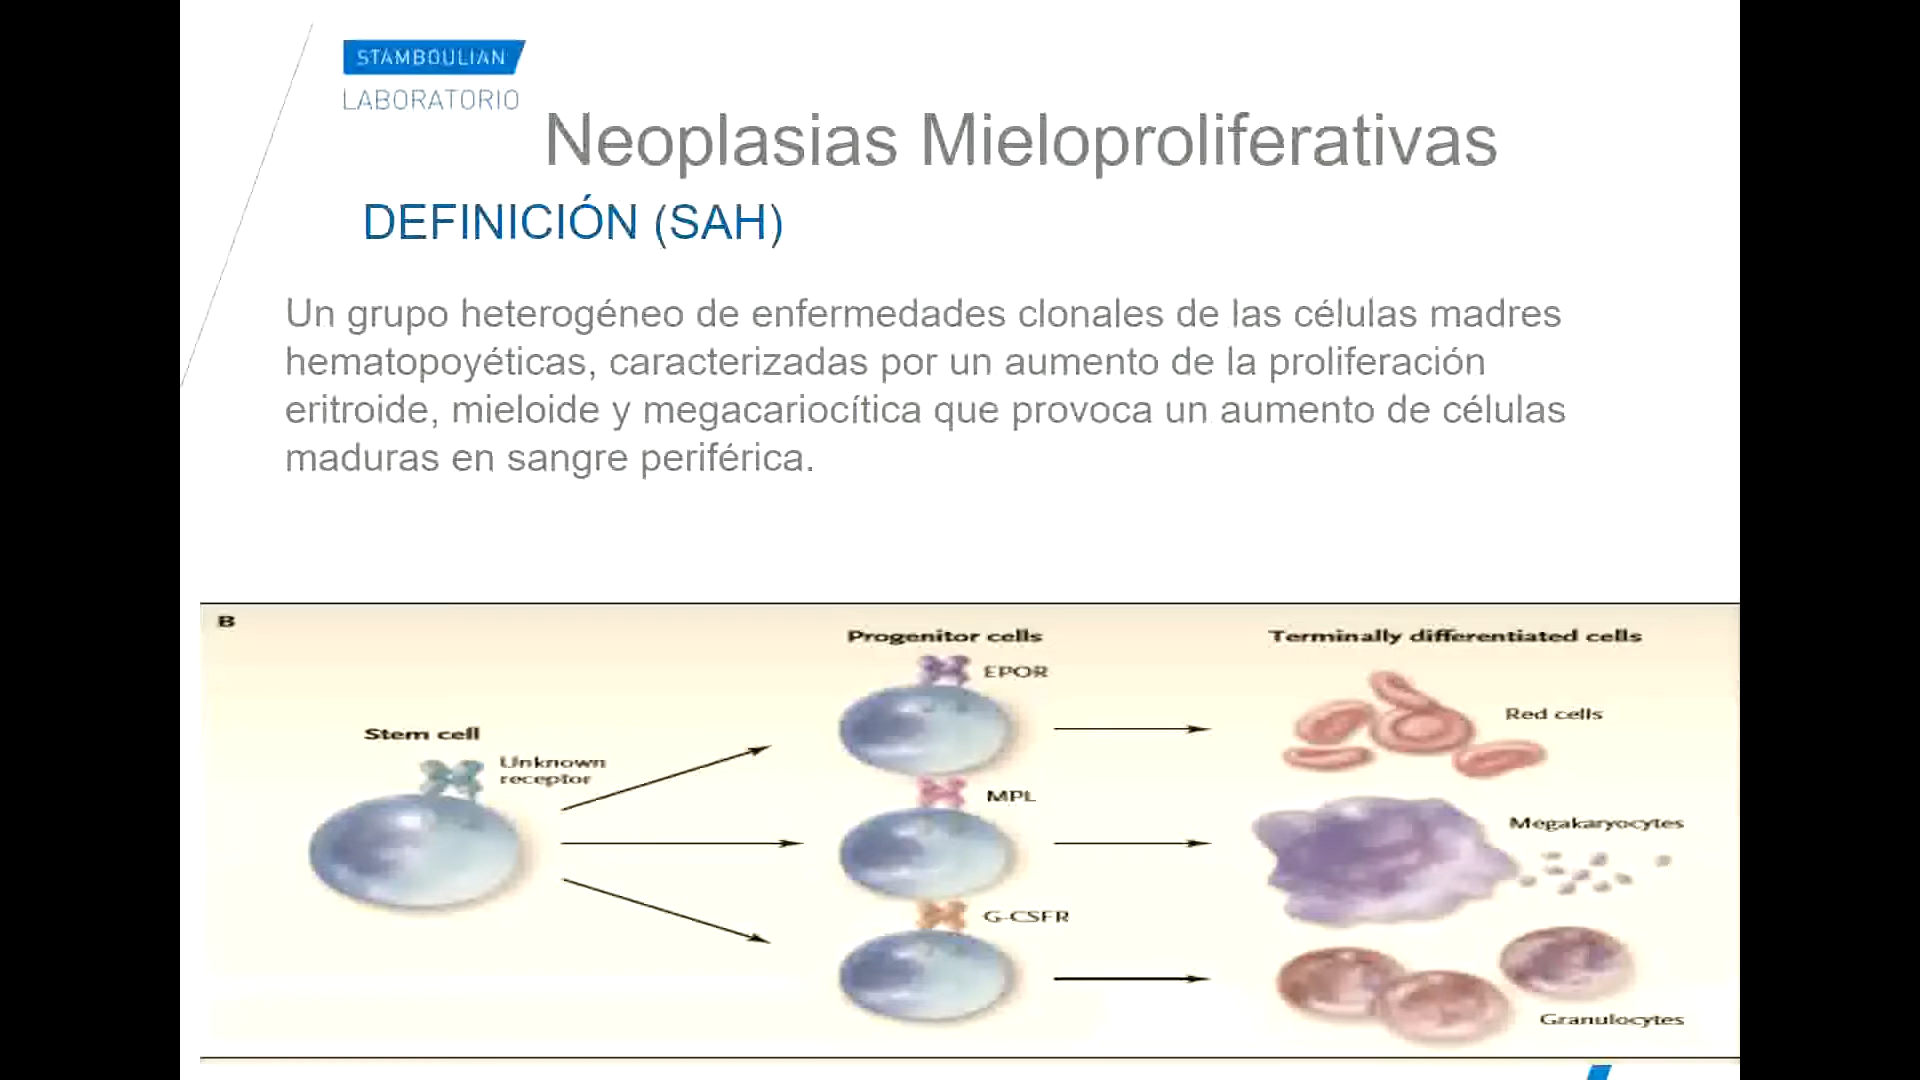 STAMBOULIAN
LABORATORIO
Neoplasias Mieloproliferativas
DEFINICIÓN (SAH)
Un grupo heterogéneo de enfermedades clonales de las células madres
hematopoyéticas, caracterizadas por un aumento de la proliferación
eritroide, mieloide y megacariocítica que provoca un aumento de células
maduras en sangre periférica.
B
Progenitor cells
Terminally differentiated cells
EPOR
Red cells
Stem cell
Unknown
receptor
MPL
Megakaryocytes
G-CSFR
Granulocytes